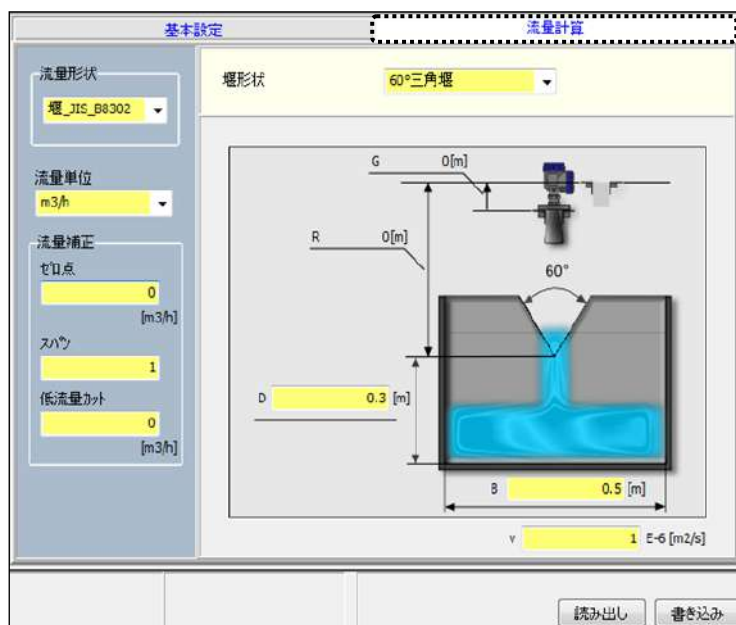 基本設定
流量計算
流量形状
堰_JIS_B8302
堰形状
60°三角堰
流量単位
m3/h
流量補正
ゼロ点
0
[m3/h]
スパン
1
低流量カット
0
[m3/h]
G 0[m]
R 0[m]
60°
D 0.3 [m]
B 0.5 [m]
ν 1 E-6 [m2/s]
読み出し
書き込み